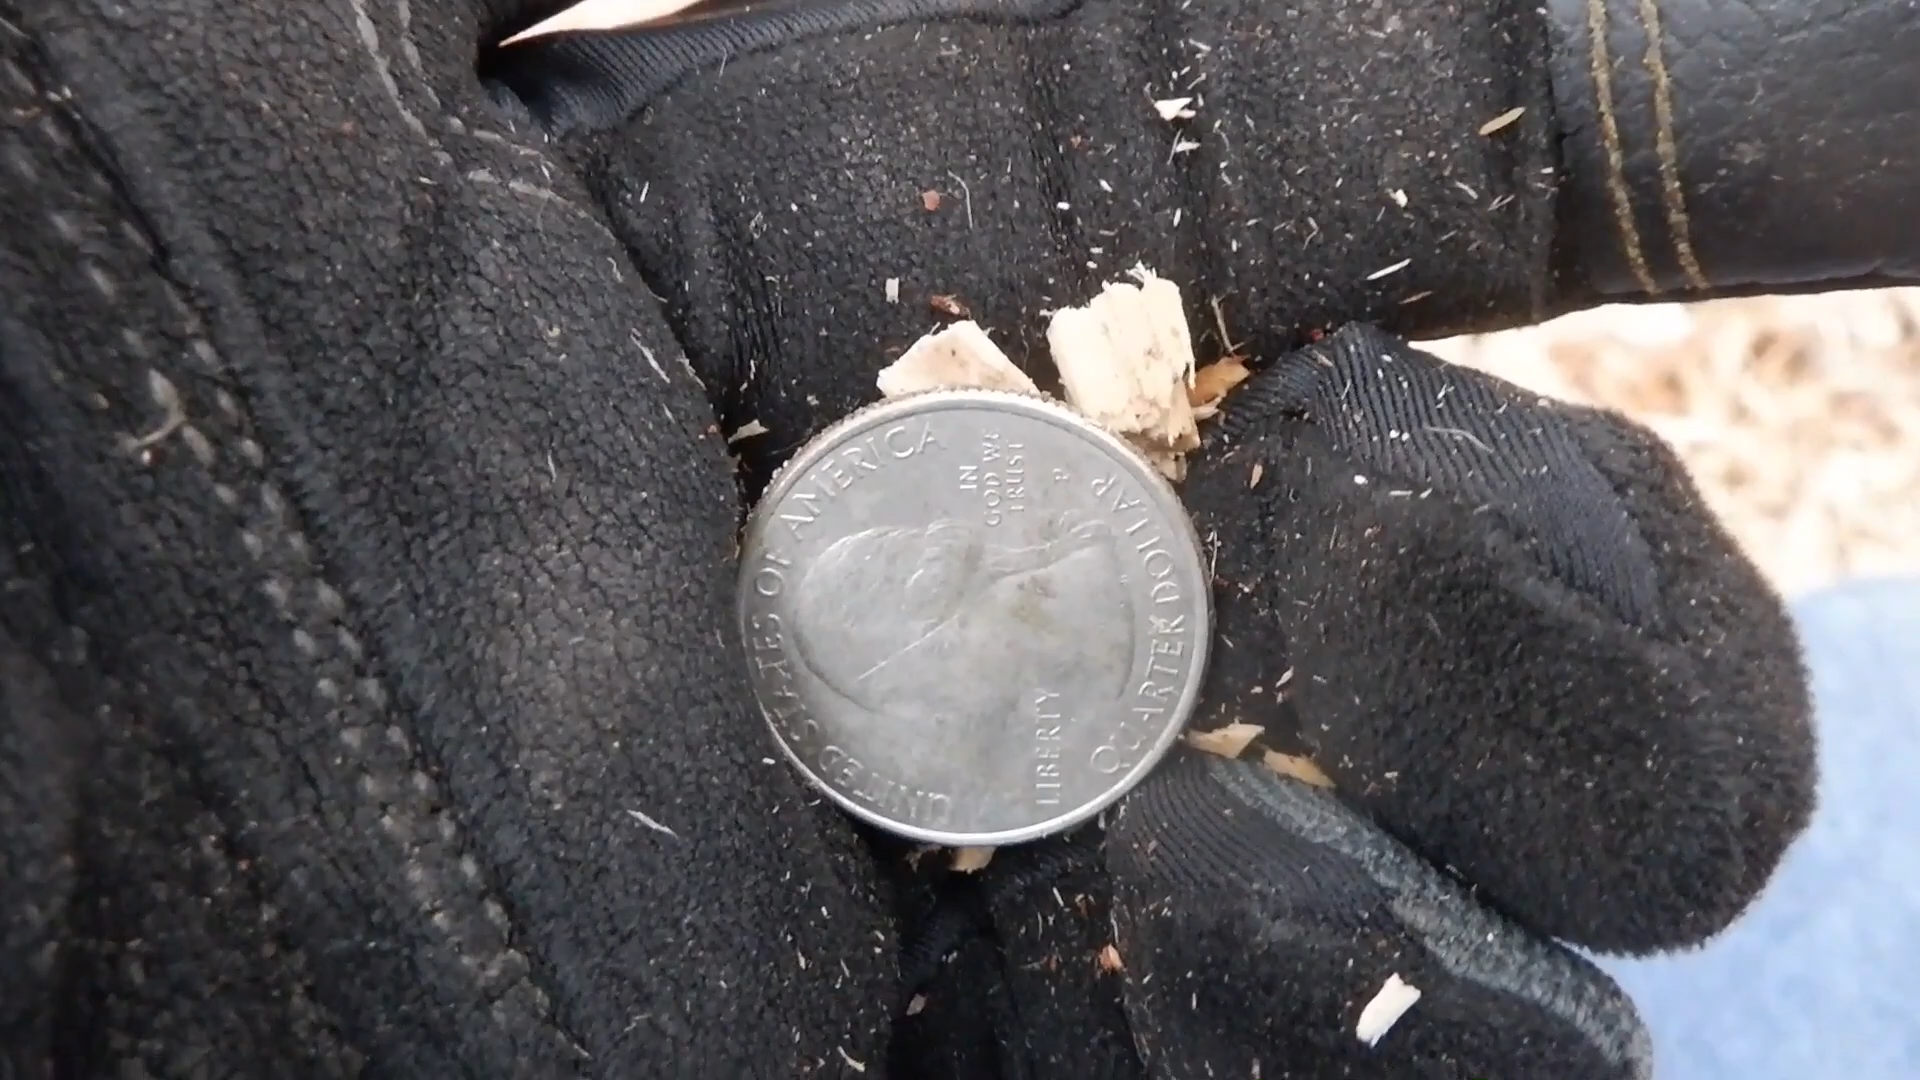 UNITED STATES OF AMERICA
IN
GOD WE
TRUST
P
LIBERTY
QUARTER DOLLAR